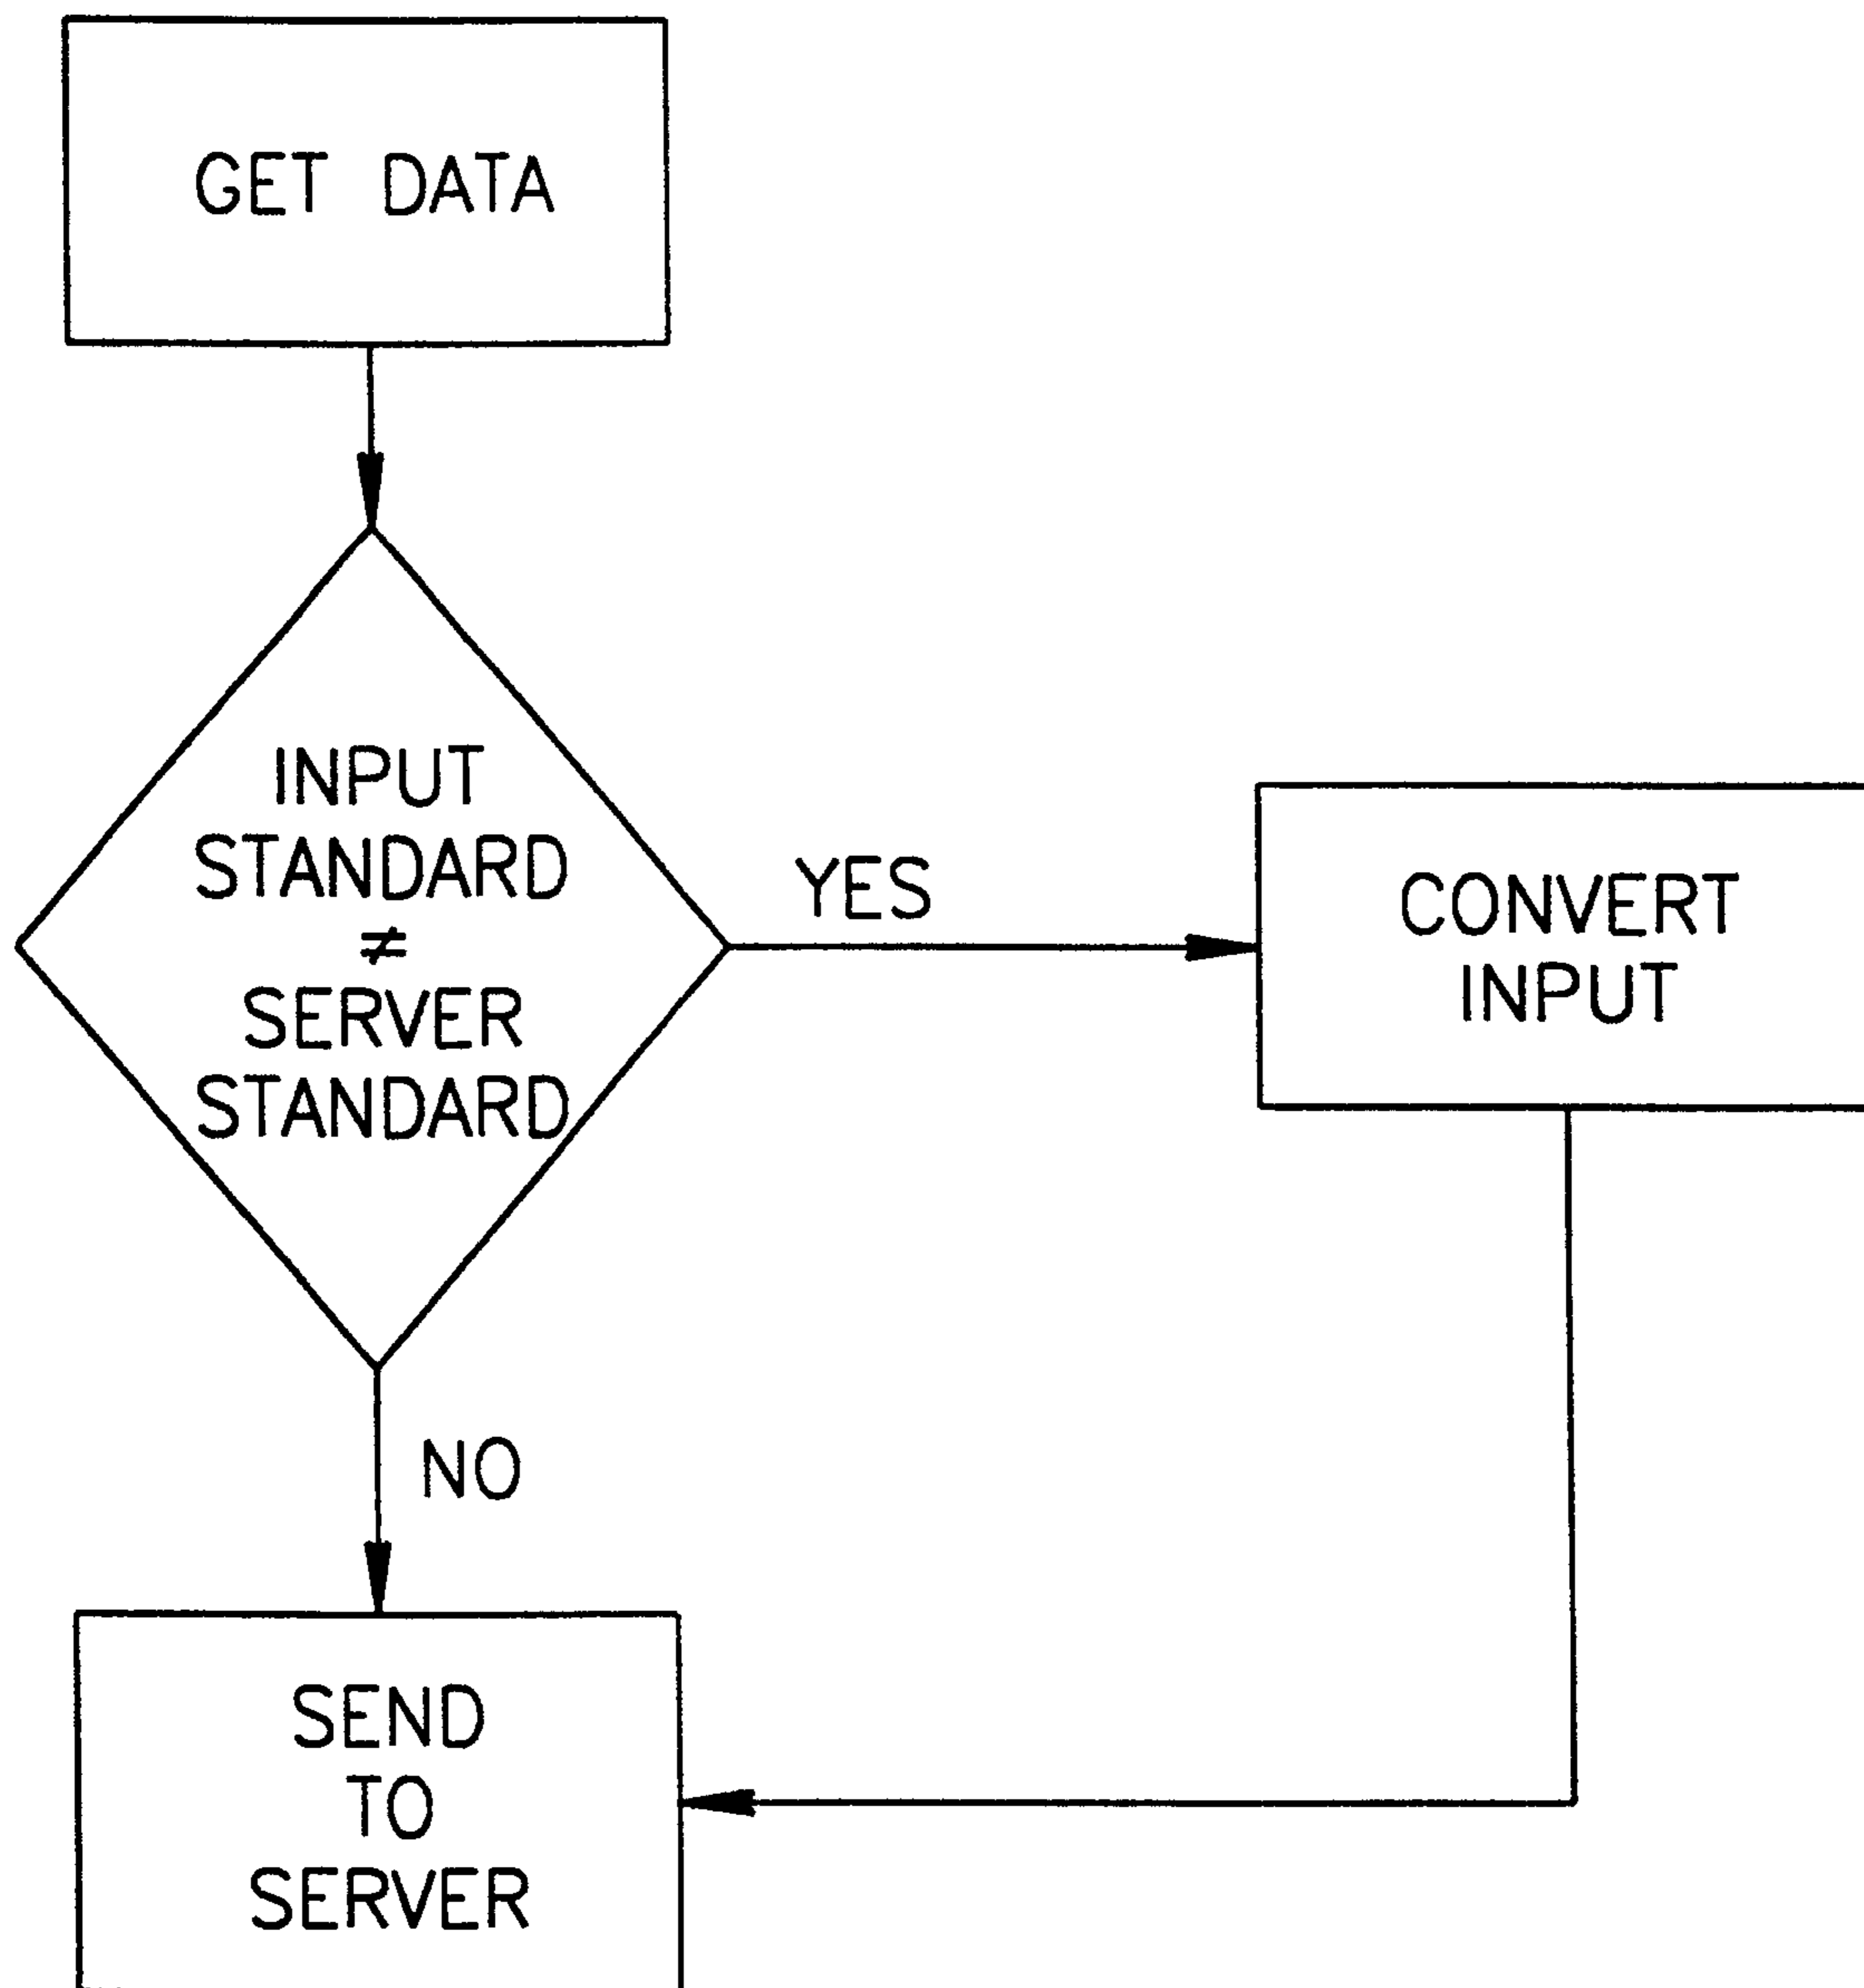 GET DATA
INPUT
STANDARD
≠
SERVER
STANDARD
YES
CONVERT
INPUT
NO
SEND
TO
SERVER